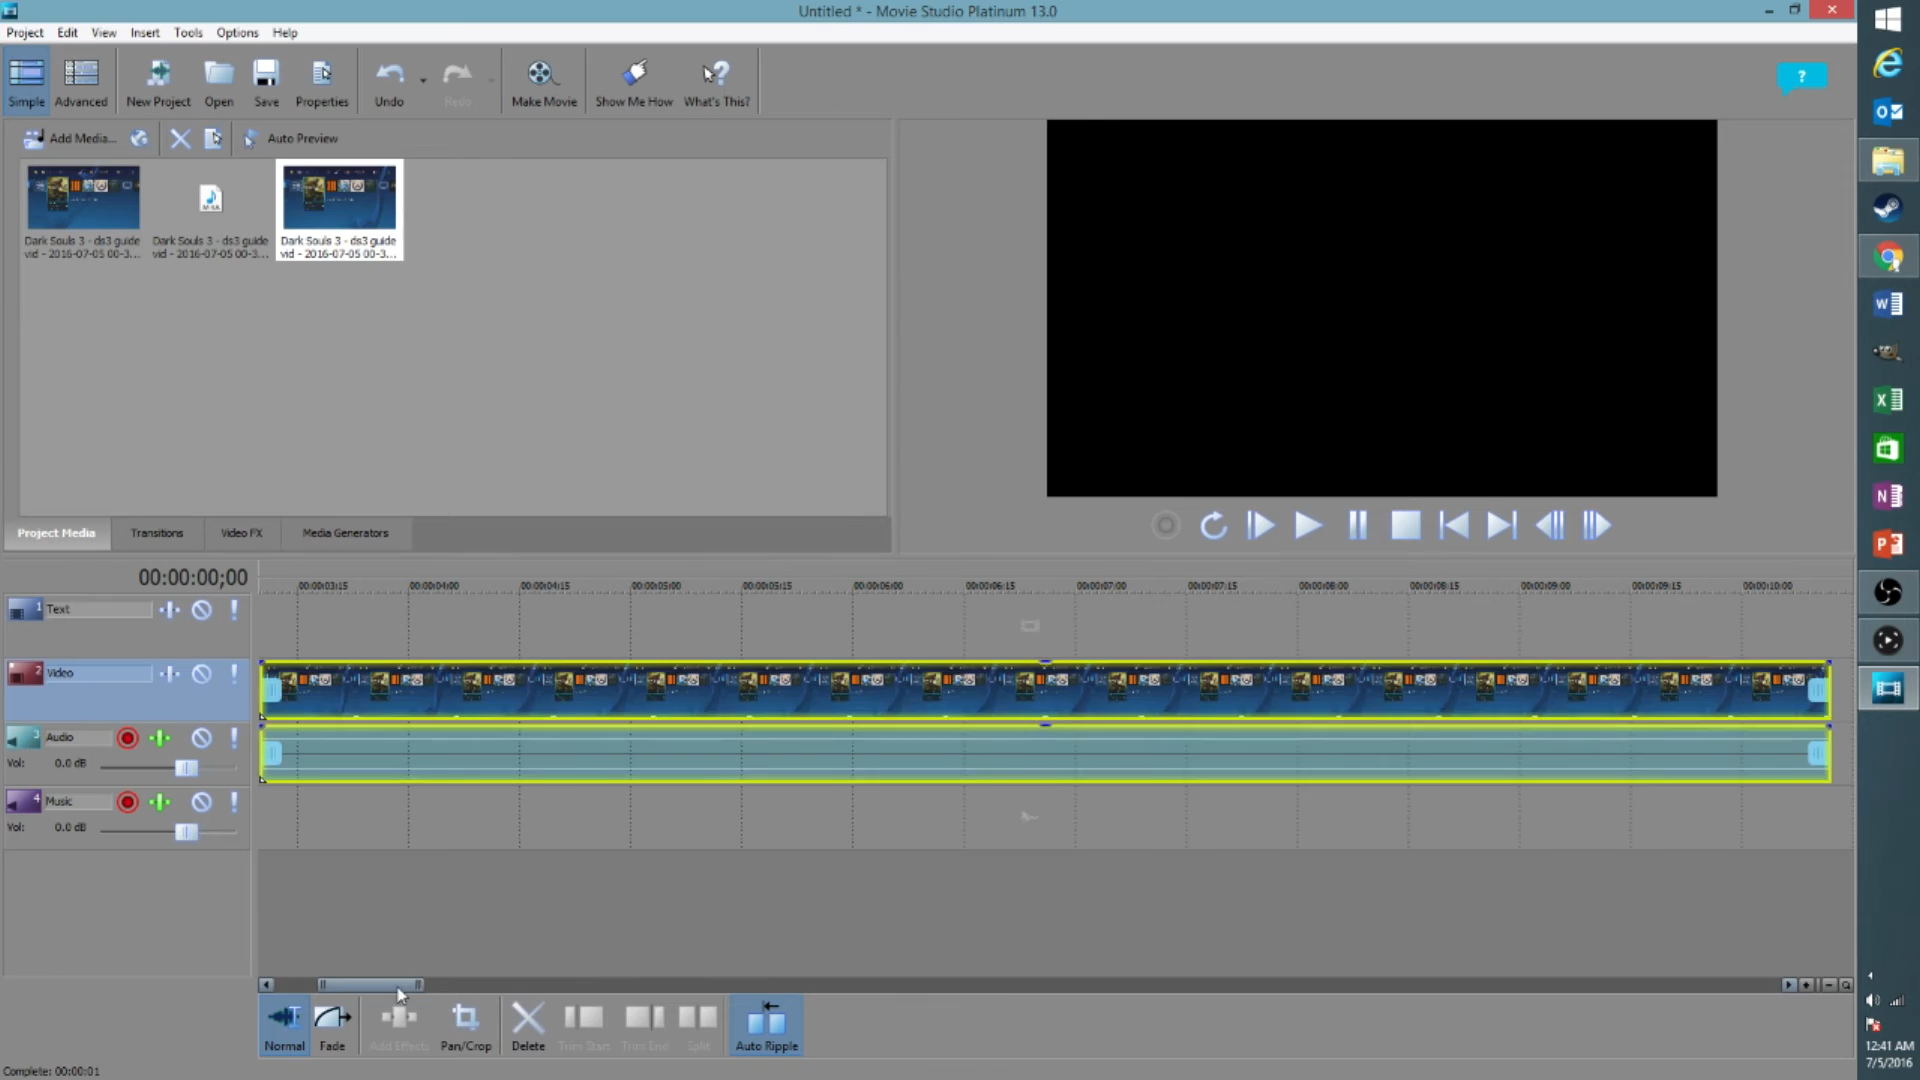 Untitled * - Movie Studio Platinum 13.0
Project Edit View Insert Tools Options Help
Simple Advanced New Project Open Save Properties Undo Redo Make Movie Show Me How What's This?
?
Add Media... Auto Preview
Dark Souls 3 - ds3 guide
vid - 2016-07-05 00-3...
Dark Souls 3 - ds3 guide
vid - 2016-07-05 00-3...
Dark Souls 3 - ds3 guide
vid - 2016-07-05 00-3...
Project Media Transitions Video FX Media Generators
00:00:00;00
00:00:03:15 00:00:04:00 00:00:04:15 00:00:05:00 00:00:05:15 00:00:06:00 00:00:06:15 00:00:07:00 00:00:07:15 00:00:08:00 00:00:08:15 00:00:09:00 00:00:09:15 00:00:10:00
1 Text
2 Video
3 Audio
Vol: 0.0 dB
4 Music
Vol: 0.0 dB
Normal Fade Add Effects Pan/Crop Delete Trim Start Trim End Split Auto Ripple
Complete: 00:00:01
12:41 AM
7/5/2016